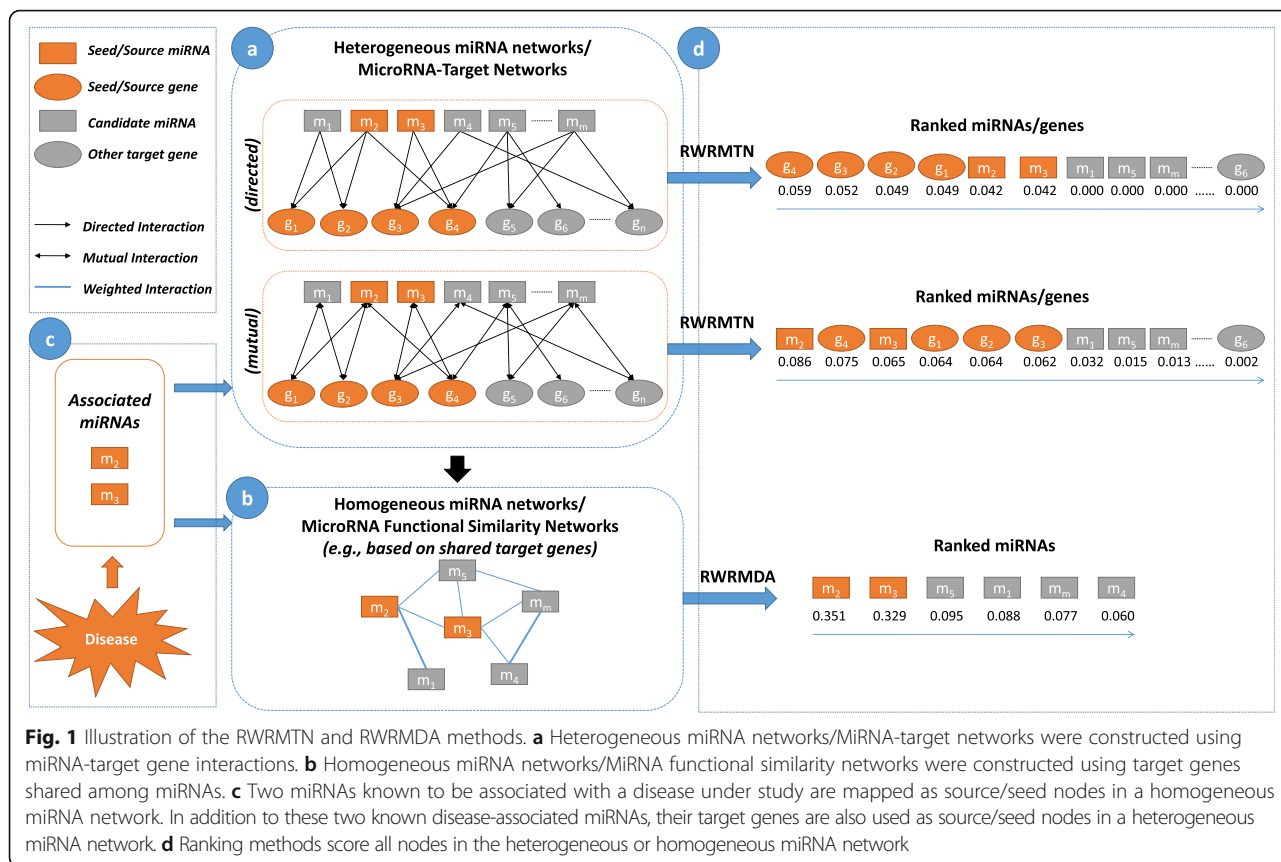 Seed/Source miRNA
Seed/Source gene
Candidate miRNA
Other target gene
Directed Interaction
Mutual Interaction
Weighted Interaction
a
Heterogeneous miRNA networks/
MicroRNA-Target Networks
(directed)
m1 m2 m3 m4 m5 ........ mm
g1 g2 g3 g4 g5 g6 ........ gn
(mutual)
m1 m2 m3 m4 m5 ........ mm
g1 g2 g3 g4 g5 g6 ........ gn
c
Associated
miRNAs
m2
m3
Disease
b
Homogeneous miRNA networks/
MicroRNA Functional Similarity Networks
(e.g., based on shared target genes)
m5
m2
mm
m3
m1
m4
d
RWRMTN
Ranked miRNAs/genes
g4 g3 g2 g1 m2 m3 m1 m5 mm ........ g6
0.059 0.052 0.049 0.049 0.042 0.042 0.000 0.000 0.000 ...... 0.000
RWRMTN
Ranked miRNAs/genes
m2 g4 m3 g1 g2 g3 m1 m5 mm ........ g6
0.086 0.075 0.065 0.064 0.064 0.062 0.032 0.015 0.013 ...... 0.002
RWRMDA
Ranked miRNAs
m2 m3 m5 m1 mm m4
0.351 0.329 0.095 0.088 0.077 0.060
Fig. 1 Illustration of the RWRMTN and RWRMDA methods. a Heterogeneous miRNA networks/MiRNA-target networks were constructed using
miRNA-target gene interactions. b Homogeneous miRNA networks/MiRNA functional similarity networks were constructed using target genes
shared among miRNAs. c Two miRNAs known to be associated with a disease under study are mapped as source/seed nodes in a homogeneous
miRNA network. In addition to these two known disease-associated miRNAs, their target genes are also used as source/seed nodes in a heterogeneous
miRNA network. d Ranking methods score all nodes in the heterogeneous or homogeneous miRNA network